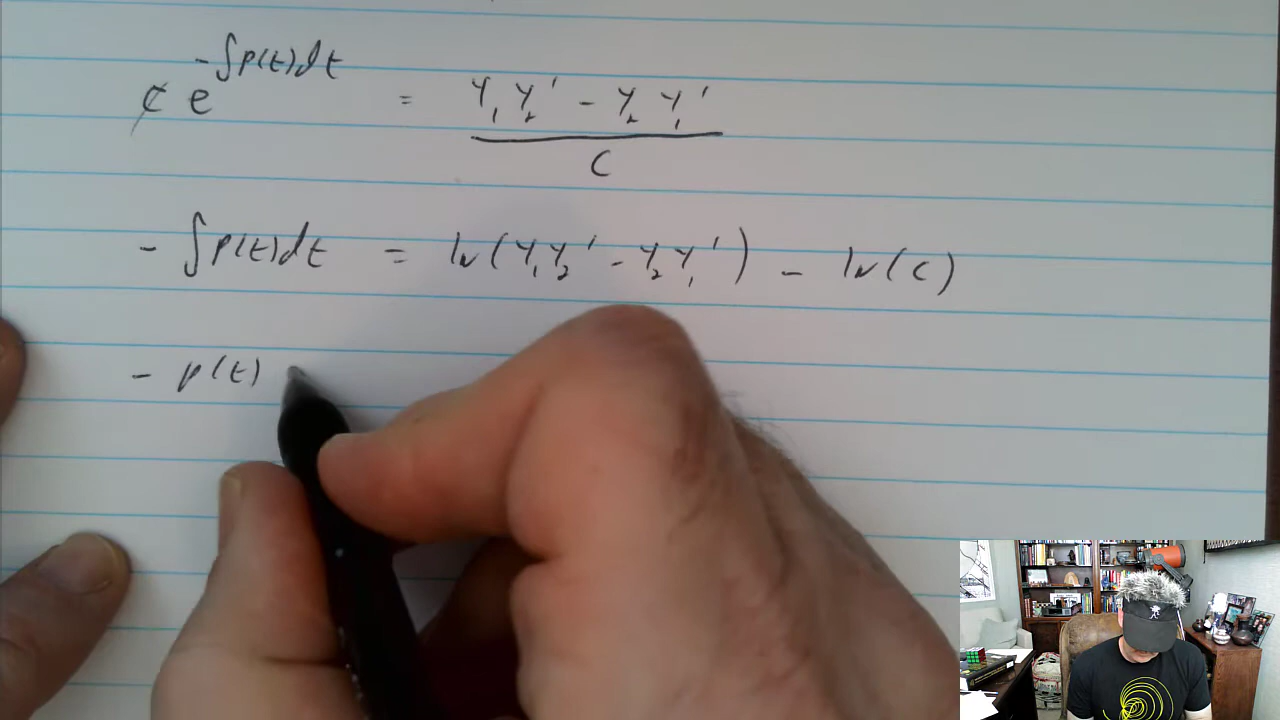 ₵ e^{-∫p(t)dt} = (y₁y₂' - y₂y₁')/C
- ∫p(t)dt = ln(y₁y₂' - y₂y₁') - ln(c)
- p(t)